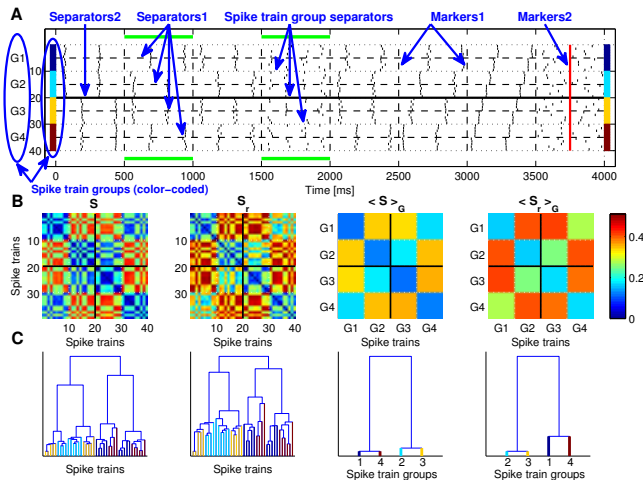 A
Separators2 Separators1 Spike train group separators Markers1 Markers2
G1
10
G2
20
G3
30
G4
40
0 500 1000 1500 2000 2500 3000 3500 4000
Time [ms]
Spike train groups (color−coded)
B
S S_r < S >_G < S_r >_G
Spike trains
10
20
30
10 20 30 40
Spike trains
10
20
30
10 20 30 40
Spike trains
G1
G2
G3
G4
G1 G2 G3 G4
Spike trains
G1
G2
G3
G4
G1 G2 G3 G4
Spike trains
0.4
0.2
0
C
Spike trains
Spike trains
1 4 2 3
Spike train groups
2 3 1 4
Spike train groups